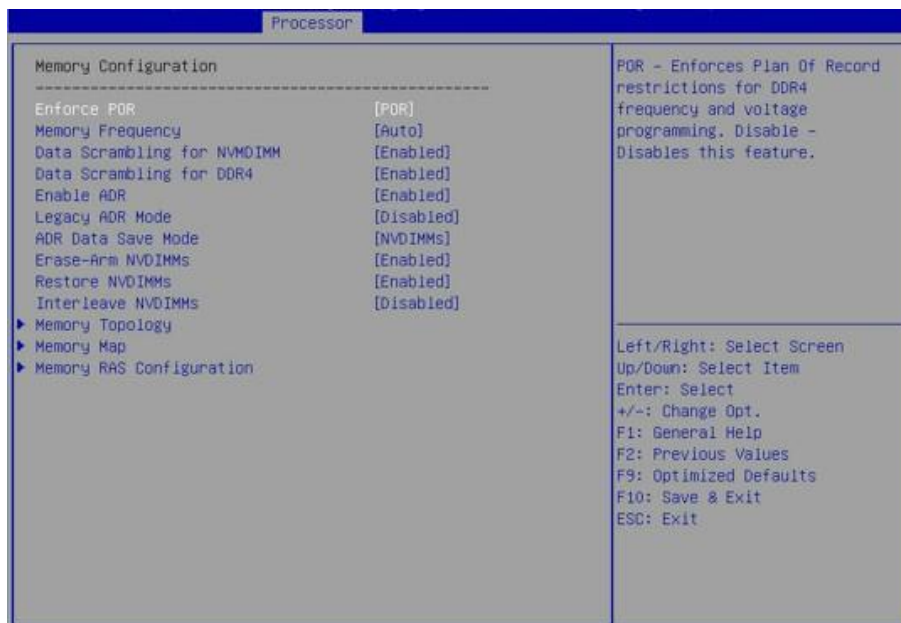 Processor
Memory Configuration
--------------------------------------------------
Enforce POR [POR]
Memory Frequency [Auto]
Data Scrambling for NVMDIMM [Enabled]
Data Scrambling for DDR4 [Enabled]
Enable ADR [Enabled]
Legacy ADR Mode [Disabled]
ADR Data Save Mode [NVDIMMs]
Erase-Arm NVDIMMs [Enabled]
Restore NVDIMMs [Enabled]
Interleave NVDIMMs [Disabled]
Memory Topology
Memory Map
Memory RAS Configuration
POR - Enforces Plan Of Record
restrictions for DDR4
frequency and voltage
programming. Disable -
Disables this feature.
Left/Right: Select Screen
Up/Down: Select Item
Enter: Select
+/-: Change Opt.
F1: General Help
F2: Previous Values
F9: Optimized Defaults
F10: Save & Exit
ESC: Exit